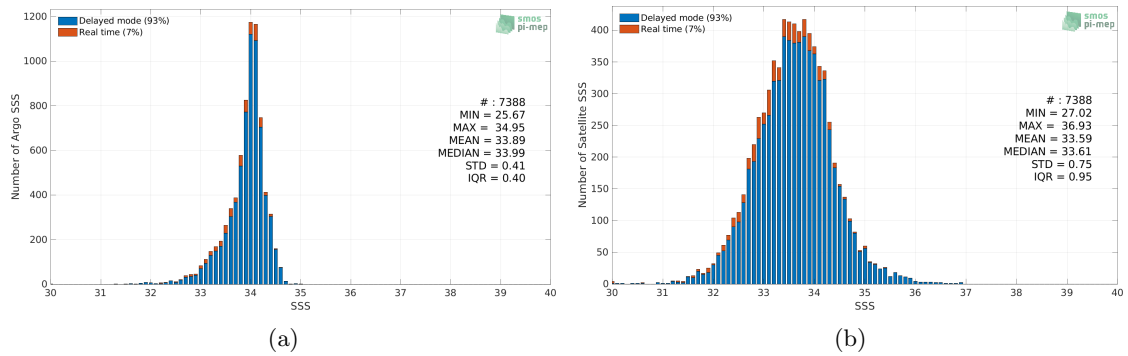 Delayed mode (93%)
Real time (7%)
smos
pi-mep
# : 7388
MIN = 25.67
MAX = 34.95
MEAN = 33.89
MEDIAN = 33.99
STD = 0.41
IQR = 0.40
Number of Argo SSS
1200
1000
800
600
400
200
0
30 31 32 33 34 35 36 37 38 39 40
SSS
(a)
Delayed mode (93%)
Real time (7%)
smos
pi-mep
# : 7388
MIN = 27.02
MAX = 36.93
MEAN = 33.59
MEDIAN = 33.61
STD = 0.75
IQR = 0.95
Number of Satellite SSS
400
350
300
250
200
150
100
50
0
30 31 32 33 34 35 36 37 38 39 40
SSS
(b)